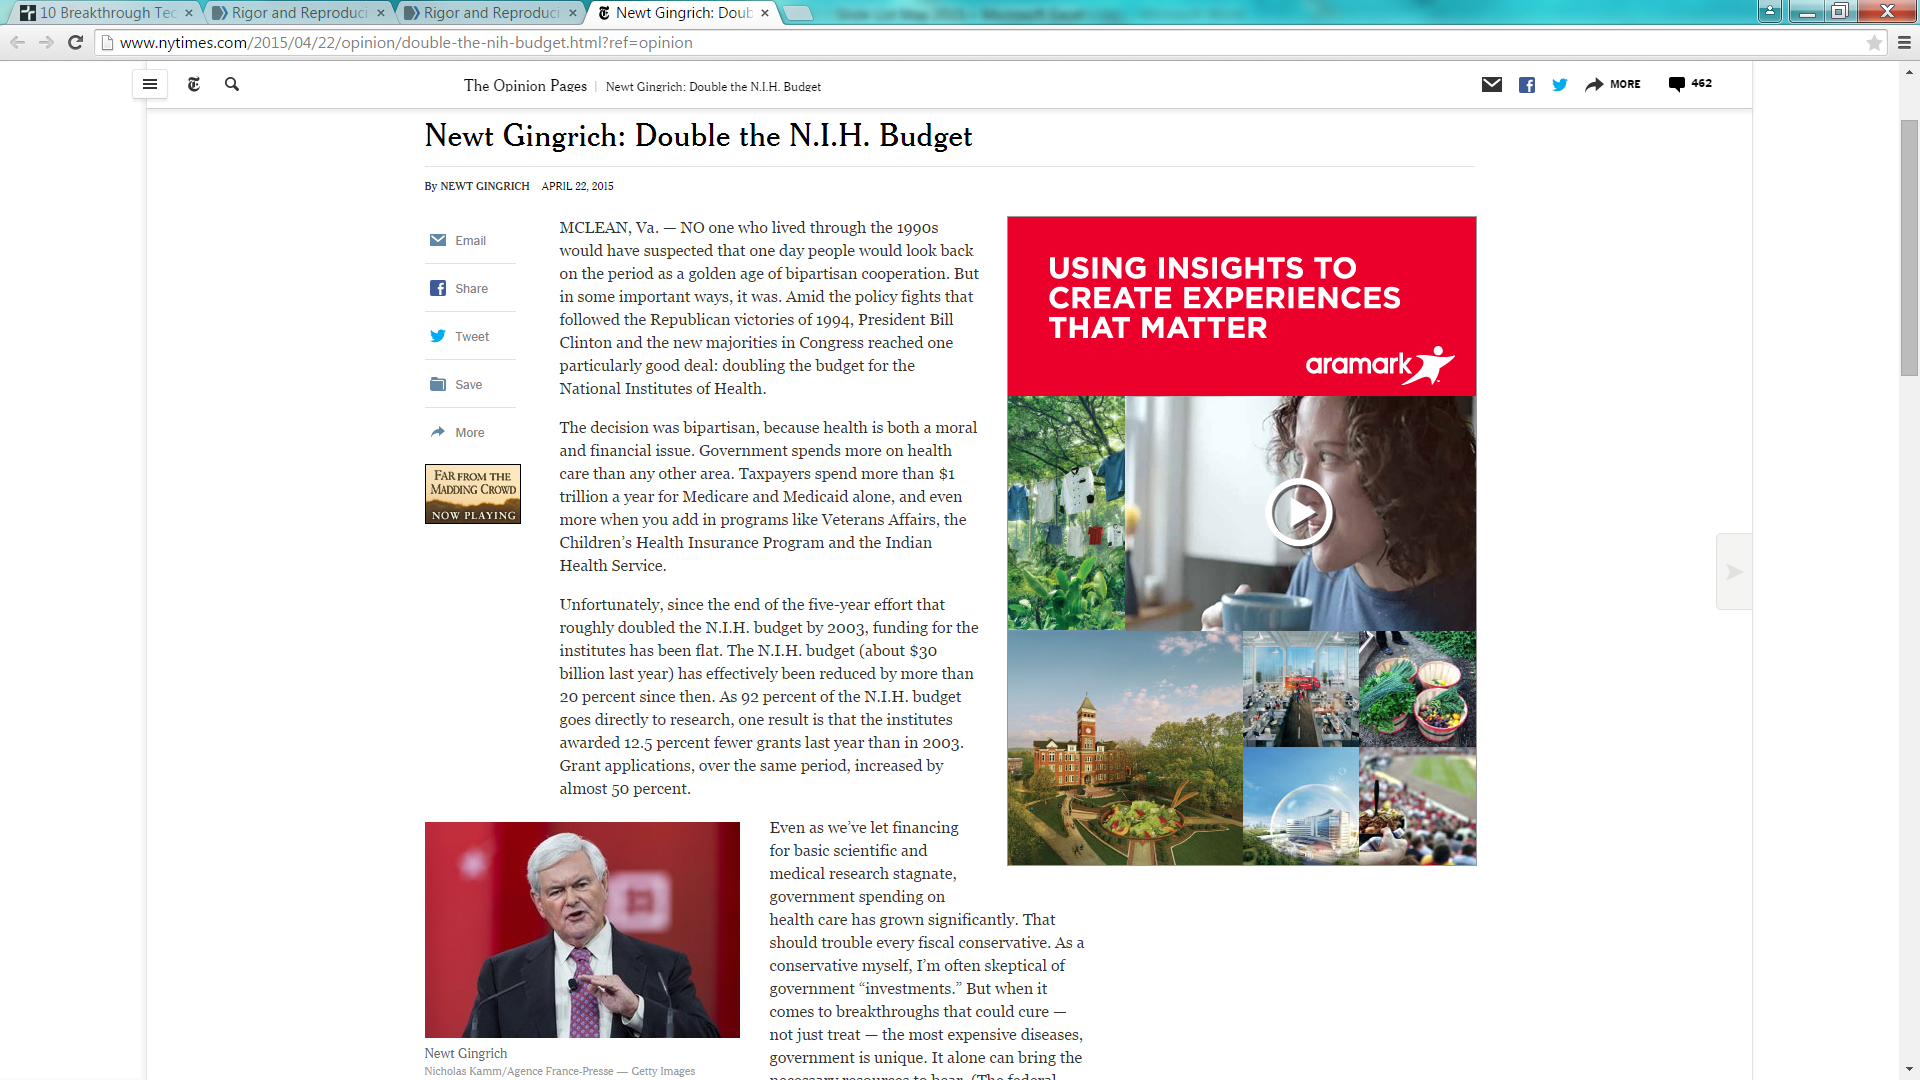 10 Breakthrough Tec
Rigor and Reproduci
Rigor and Reproduci
Newt Gingrich: Doub
www.nytimes.com/2015/04/22/opinion/double-the-nih-budget.html?ref=opinion
The Opinion Pages | Newt Gingrich: Double the N.I.H. Budget
MORE
462
Newt Gingrich: Double the N.I.H. Budget
By NEWT GINGRICH APRIL 22, 2015
Email
Share
Tweet
Save
More
FAR FROM THE
MADDING CROWD
NOW PLAYING
MCLEAN, Va. — NO one who lived through the 1990s
would have suspected that one day people would look back
on the period as a golden age of bipartisan cooperation. But
in some important ways, it was. Amid the policy fights that
followed the Republican victories of 1994, President Bill
Clinton and the new majorities in Congress reached one
particularly good deal: doubling the budget for the
National Institutes of Health.
The decision was bipartisan, because health is both a moral
and financial issue. Government spends more on health
care than any other area. Taxpayers spend more than $1
trillion a year for Medicare and Medicaid alone, and even
more when you add in programs like Veterans Affairs, the
Children’s Health Insurance Program and the Indian
Health Service.
Unfortunately, since the end of the five-year effort that
roughly doubled the N.I.H. budget by 2003, funding for the
institutes has been flat. The N.I.H. budget (about $30
billion last year) has effectively been reduced by more than
20 percent since then. As 92 percent of the N.I.H. budget
goes directly to research, one result is that the institutes
awarded 12.5 percent fewer grants last year than in 2003.
Grant applications, over the same period, increased by
almost 50 percent.
USING INSIGHTS TO
CREATE EXPERIENCES
THAT MATTER
aramark
Newt Gingrich
Nicholas Kamm/Agence France-Presse — Getty Images
Even as we’ve let financing
for basic scientific and
medical research stagnate,
government spending on
health care has grown significantly. That
should trouble every fiscal conservative. As a
conservative myself, I’m often skeptical of
government “investments.” But when it
comes to breakthroughs that could cure —
not just treat — the most expensive diseases,
government is unique. It alone can bring the
necessary resources to bear. (The federal